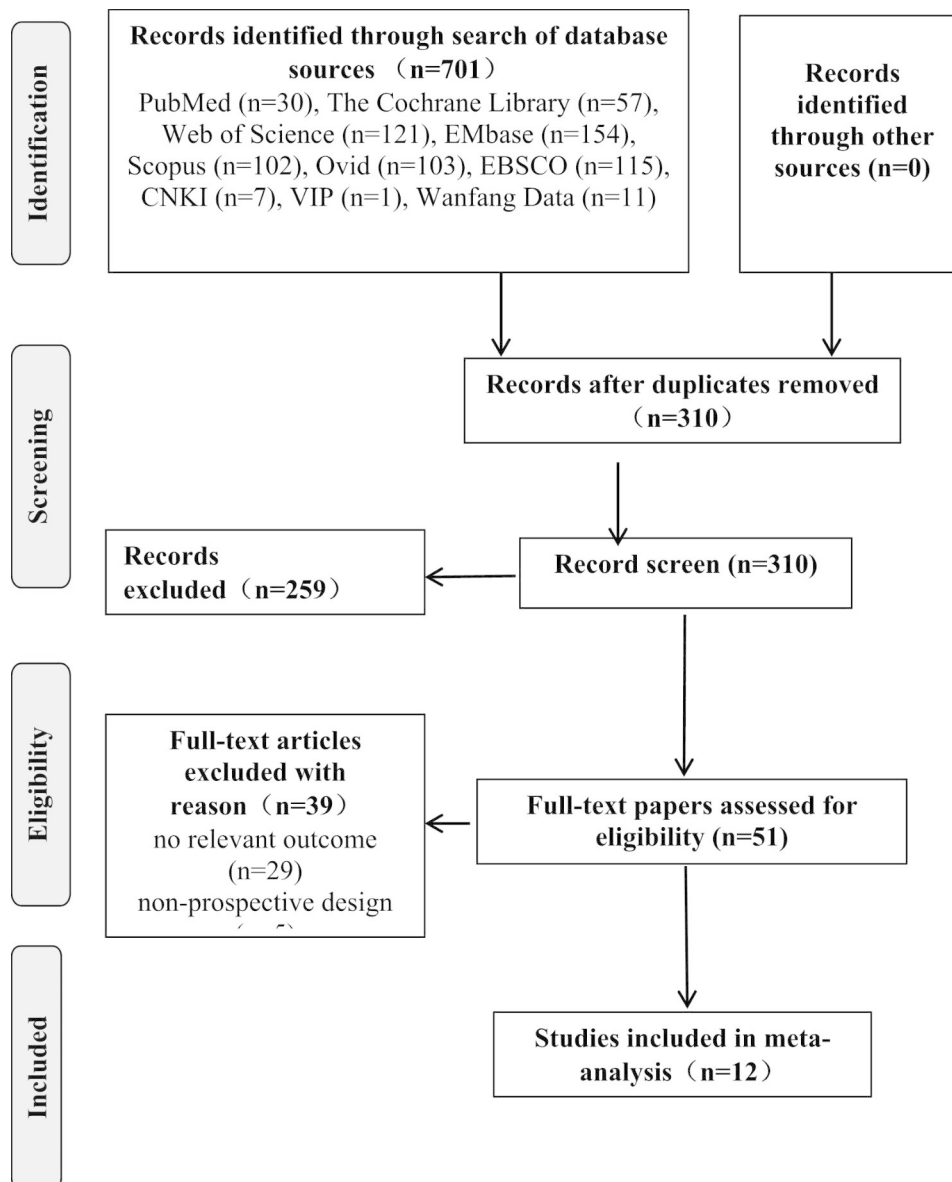 Identification
Records identified through search of database
sources （n=701）
PubMed (n=30), The Cochrane Library (n=57),
Web of Science (n=121), EMbase (n=154),
Scopus (n=102), Ovid (n=103), EBSCO (n=115),
CNKI (n=7), VIP (n=1), Wanfang Data (n=11)
Records
identified
through other
sources (n=0)
Screening
Records after duplicates removed
（n=310）
Record screen (n=310)
Records
excluded（n=259）
Eligibility
Full-text articles
excluded with
reason（n=39）
no relevant outcome
(n=29)
non-prospective design
Full-text papers assessed for
eligibility (n=51)
Included
Studies included in meta-
analysis（n=12）